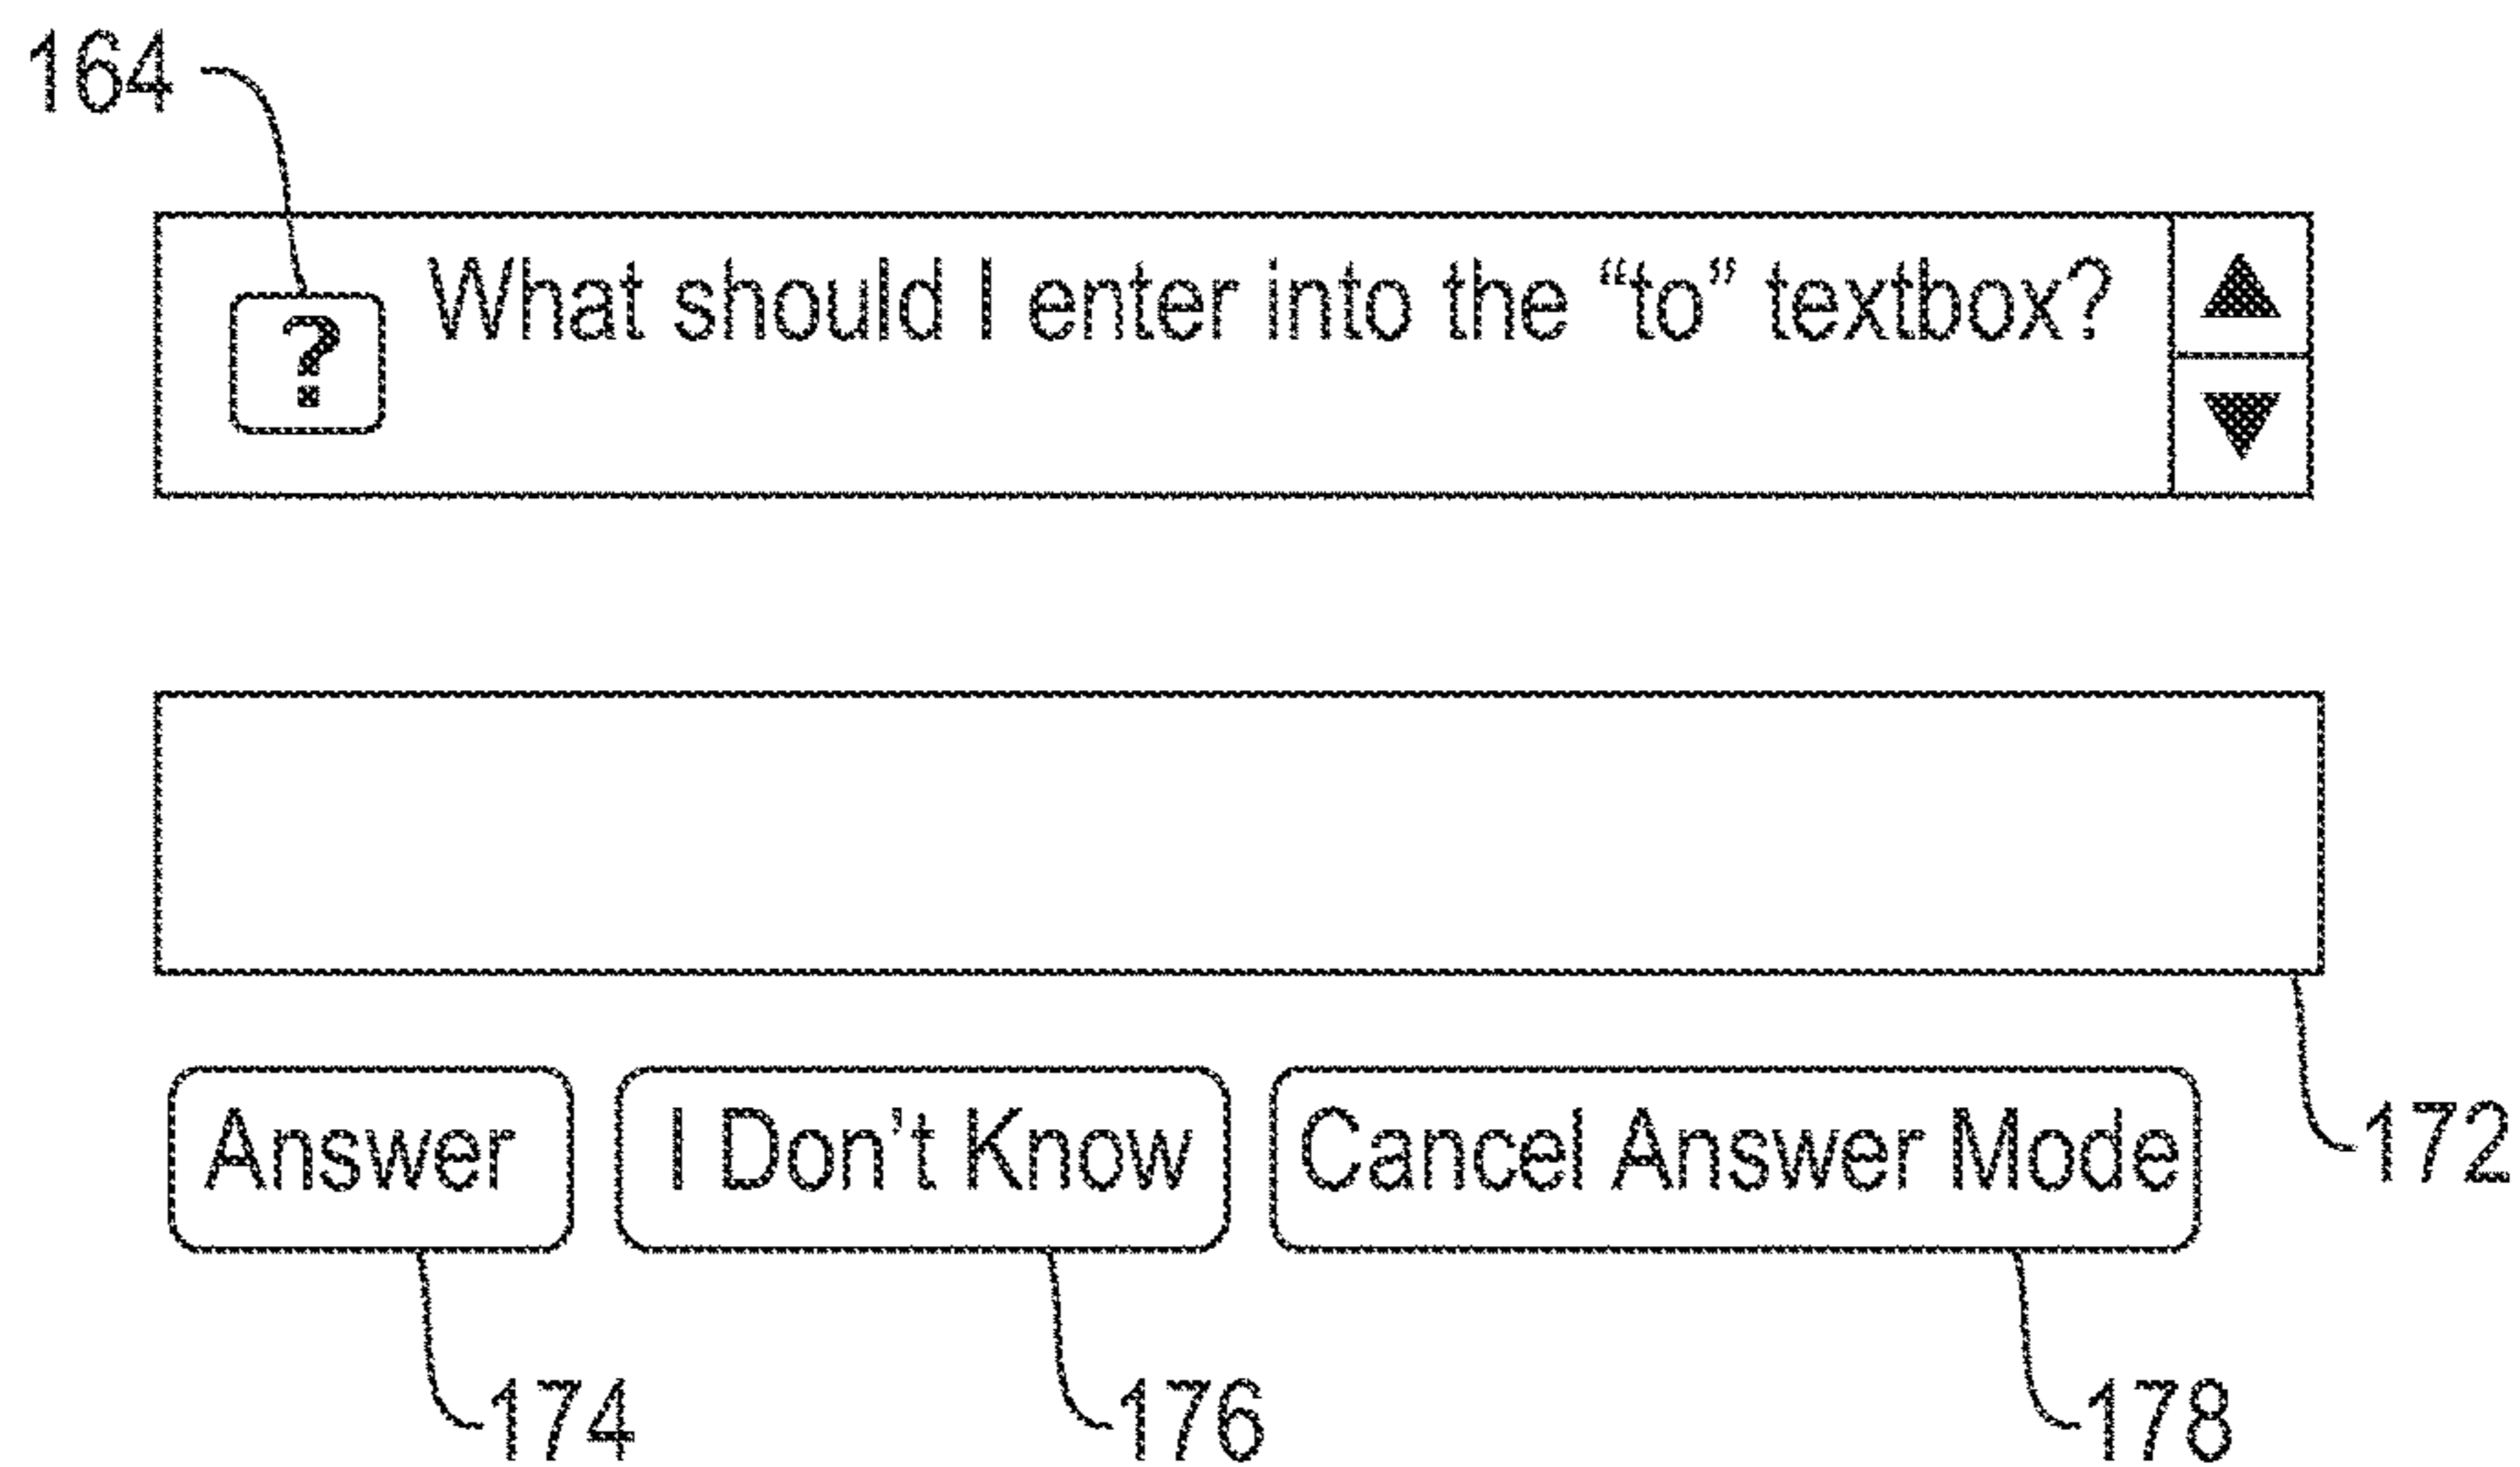 164
? What should I enter into the “to” textbox?
Answer I Don’t Know Cancel Answer Mode
172
174 176 178